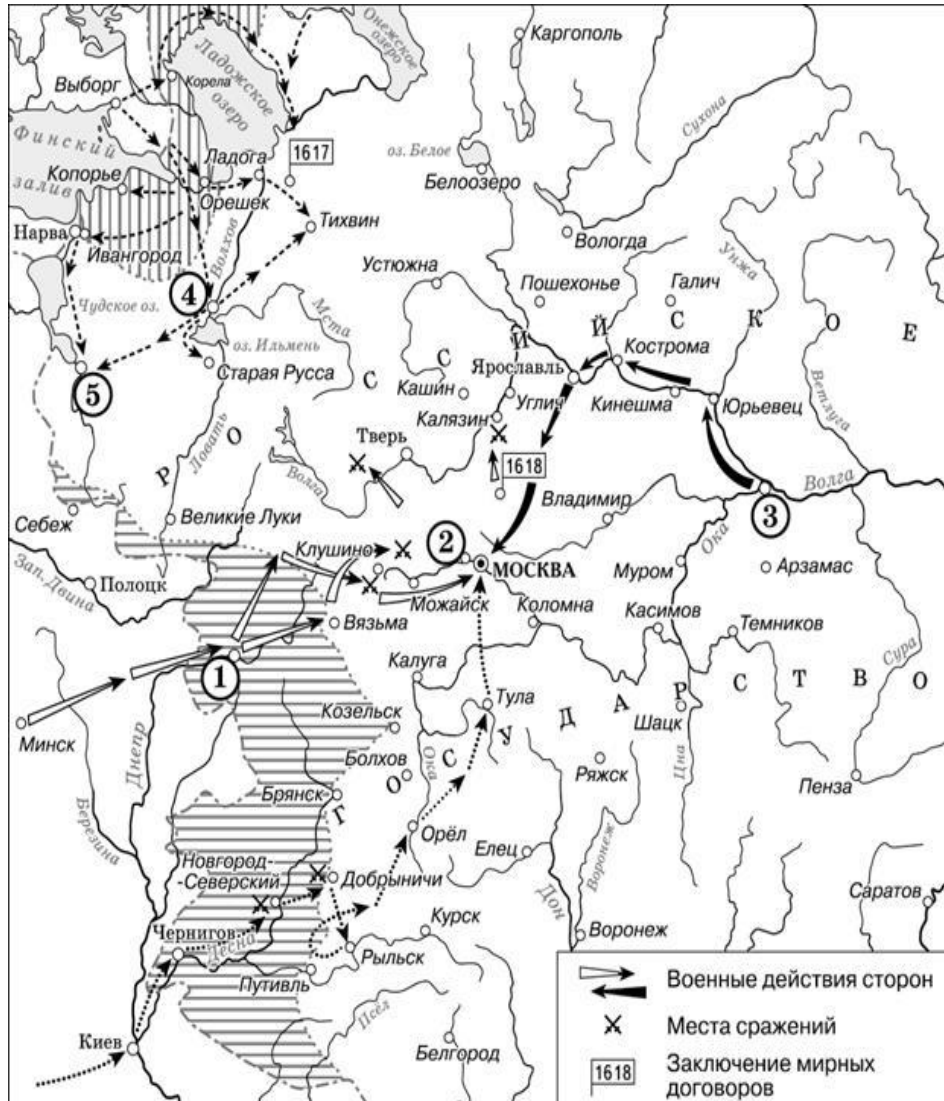 Каргополь
Онежское
озеро
Ладожское
озеро
Корела
Выборг
Сухона
Финский
залив
1617
оз. Белое
Ладога
Белоозеро
Копорье
Орешек
Тихвин
Нарва
Ивангород
Волхов
Вологда
Унжа
Устюжна
Пошехонье
Галич
4
Чудское оз.
Мста
оз. Ильмень
Р О С С И Й С К О Е
Кострома
Ярославль
Старая Русса
Кашин
Углич
Кинешма
Юрьевец
5
Калязин
Ветлуга
Ловать
Тверь
1618
Волга
Волга
Владимир
3
Себеж
Великие Луки
Клушино
2
Ока
МОСКВА
Муром
Арзамас
Зап. Двина
Полоцк
Можайск
Коломна
Касимов
Темников
Вязьма
Сура
1
Калуга
Г О С У Д А Р С Т В О
Тула
Козельск
Шацк
Минск
Днепр
Ока
Цна
Болхов
Ряжск
Пенза
Брянск
Березина
Орёл
Елец
Воронеж
Новгород-
-Северский
Добрыничи
Дон
Саратов
Курск
Чернигов
Десна
Воронеж
Рыльск
Путивль
Псёл
Киев
Белгород
Военные действия сторон
Места сражений
1618
Заключение мирных
договоров